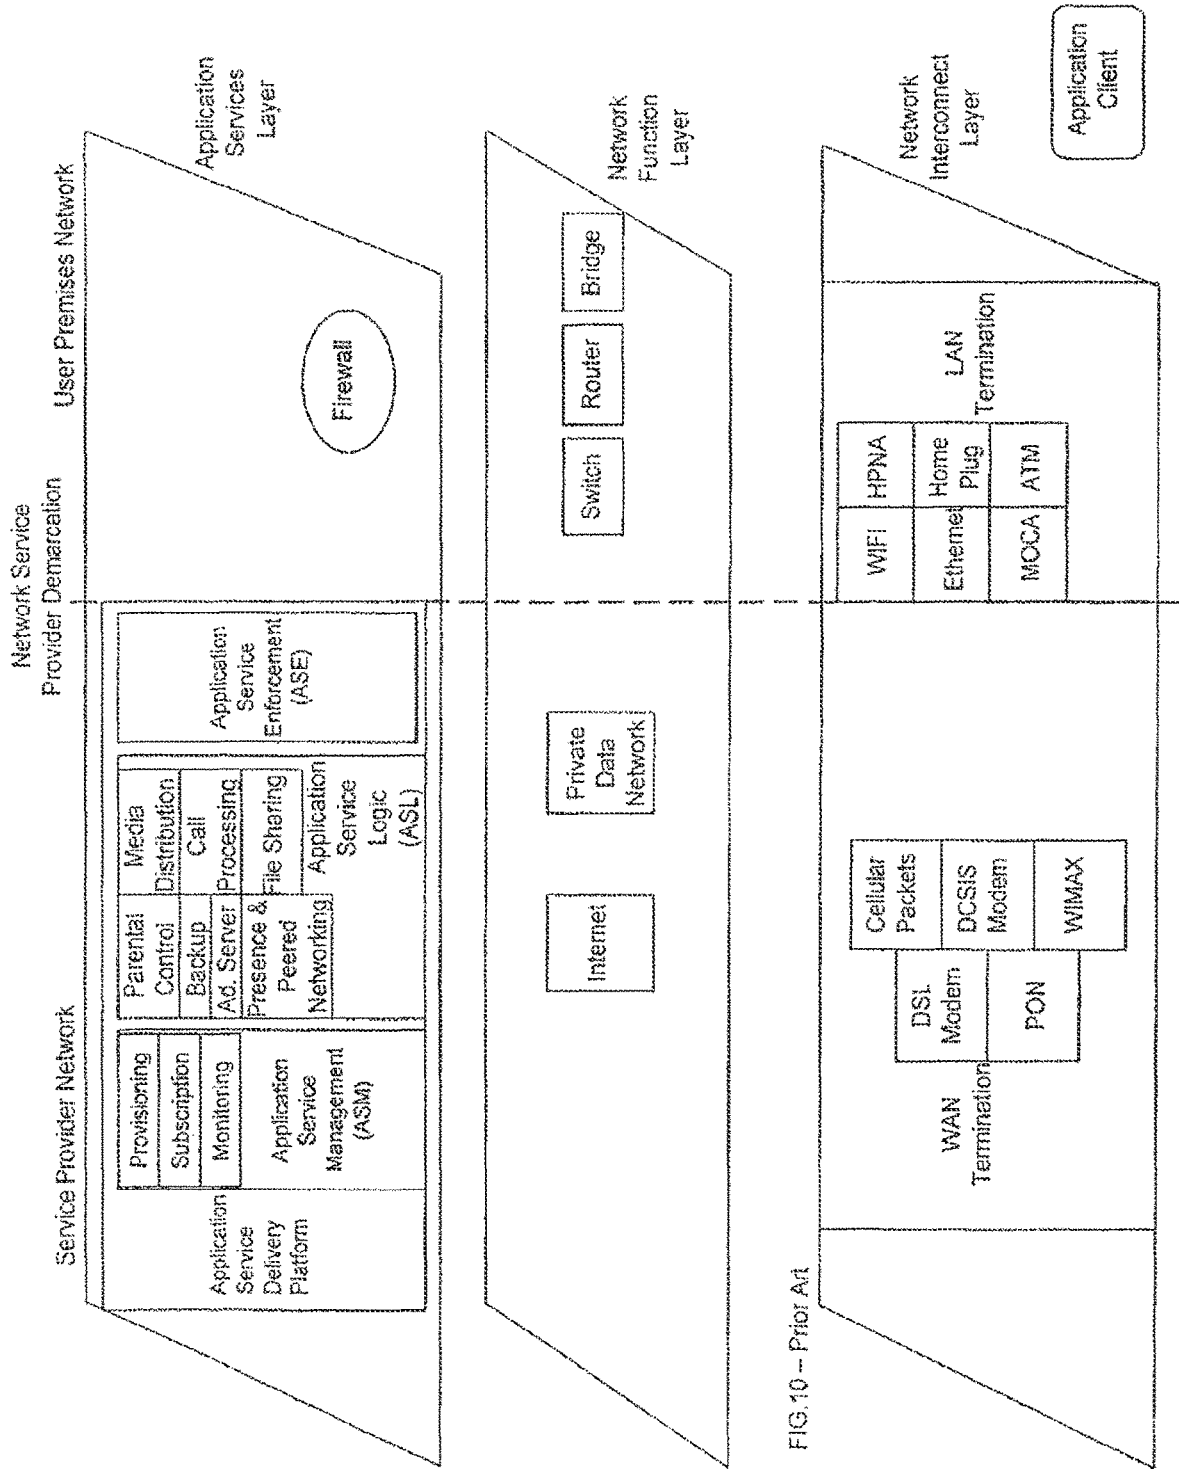 Network Service
Provider Demarcation
Service Provider Network
User Premises Network
Application
Services
Layer
Application
Service
Delivery
Platform
Provisioning
Subscription
Monitoring
Application
Service
Management
(ASM)
Parental
Control
Backup
Ad. Server
Presence &
Peered
Networking
Media
Distribution
Call
Processing
File Sharing
Application
Service
Logic
(ASL)
Application
Service
Enforcement
(ASE)
Firewall
Network
Function
Layer
Internet
Private
Data
Network
Switch
Router
Bridge
FIG.10 – Prior Art
Network
Interconnect
Layer
WAN
Termination
DSL
Modem
PON
Cellular
Packets
DCSIS
Modem
WIMAX
WIFI
HPNA
Ethernet
Home
Plug
MOCA
ATM
LAN
Termination
Application
Client